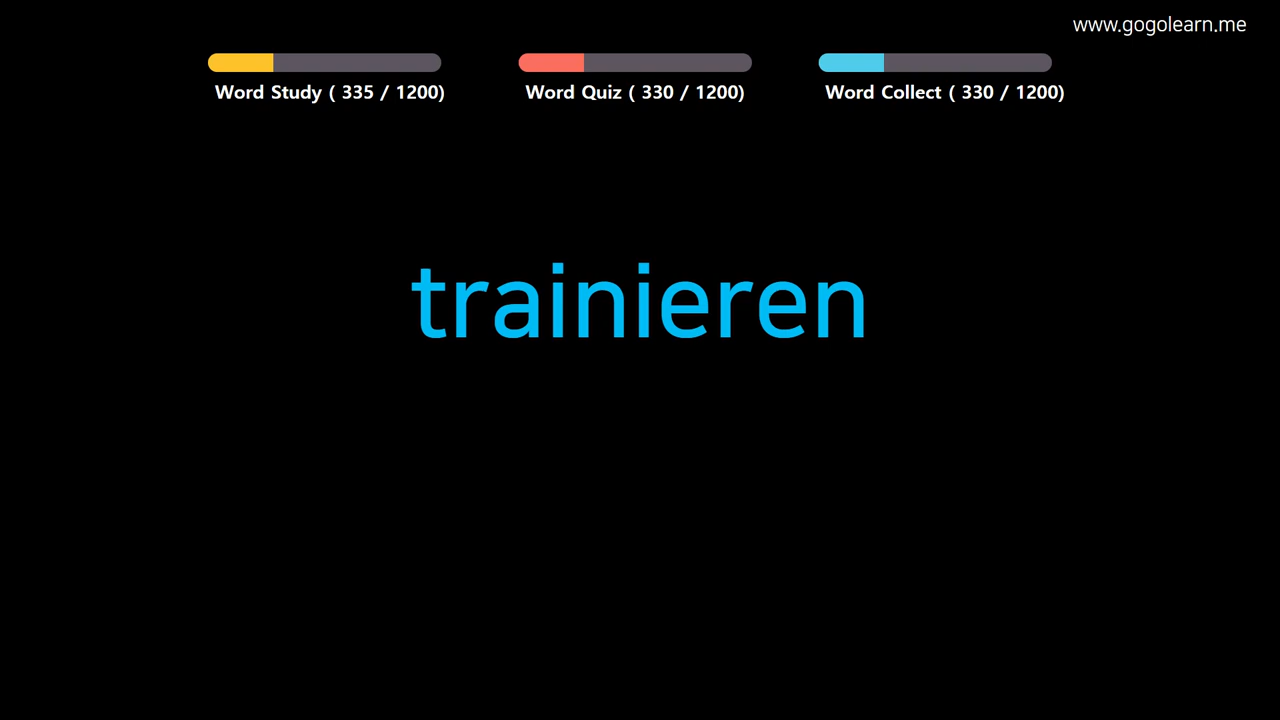 www.gogolearn.me
Word Study ( 335 / 1200)
Word Quiz ( 330 / 1200)
Word Collect ( 330 / 1200)
trainieren